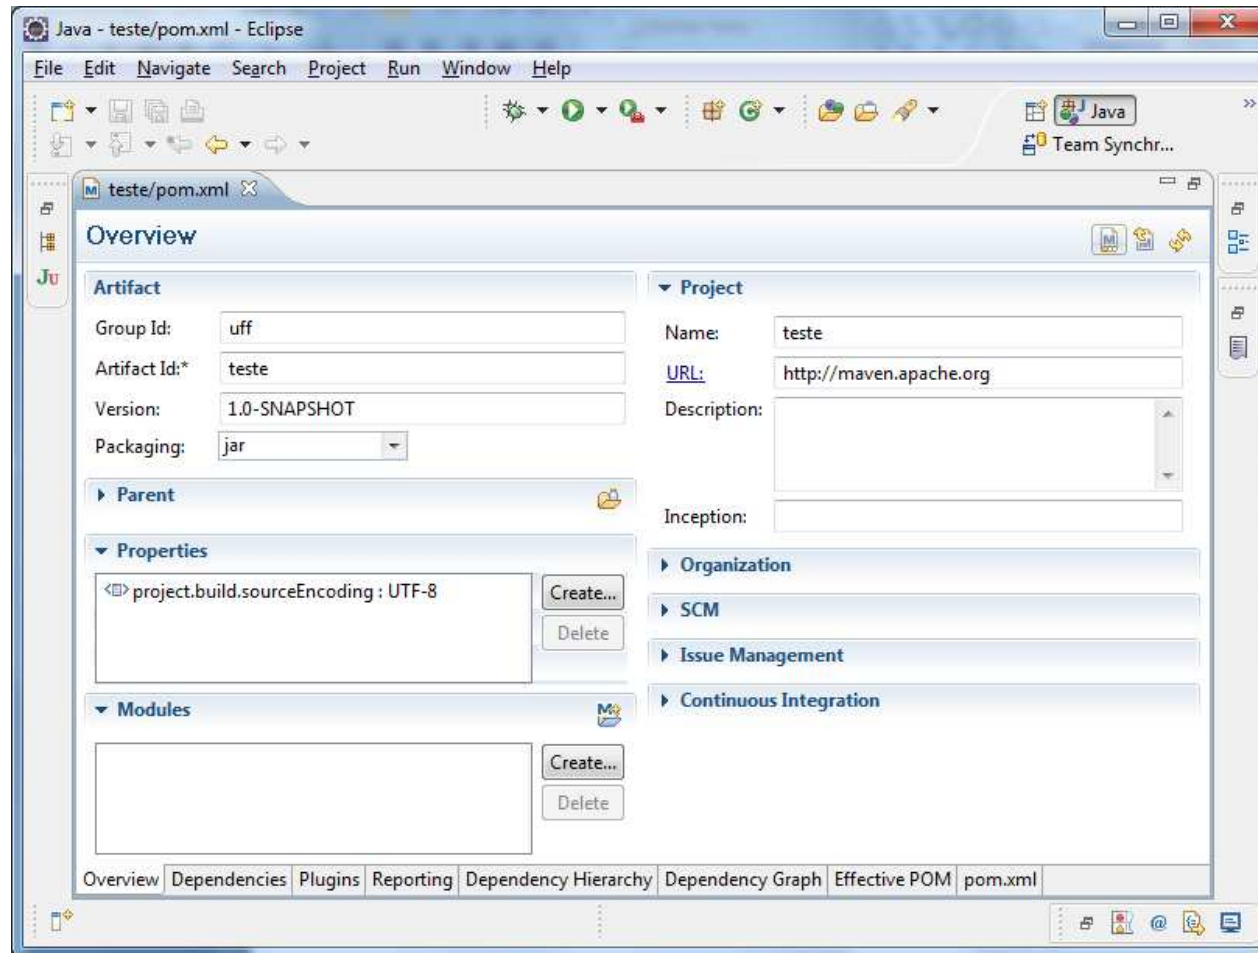 Java - teste/pom.xml - Eclipse
File Edit Navigate Search Project Run Window Help
Java
Team Synchr...
teste/pom.xml
Overview
Artifact
Group Id: uff
Artifact Id:* teste
Version: 1.0-SNAPSHOT
Packaging: jar
Parent
Properties
project.build.sourceEncoding : UTF-8
Create...
Delete
Modules
Create...
Delete
Project
Name: teste
URL: http://maven.apache.org
Description:
Inception:
Organization
SCM
Issue Management
Continuous Integration
Overview Dependencies Plugins Reporting Dependency Hierarchy Dependency Graph Effective POM pom.xml